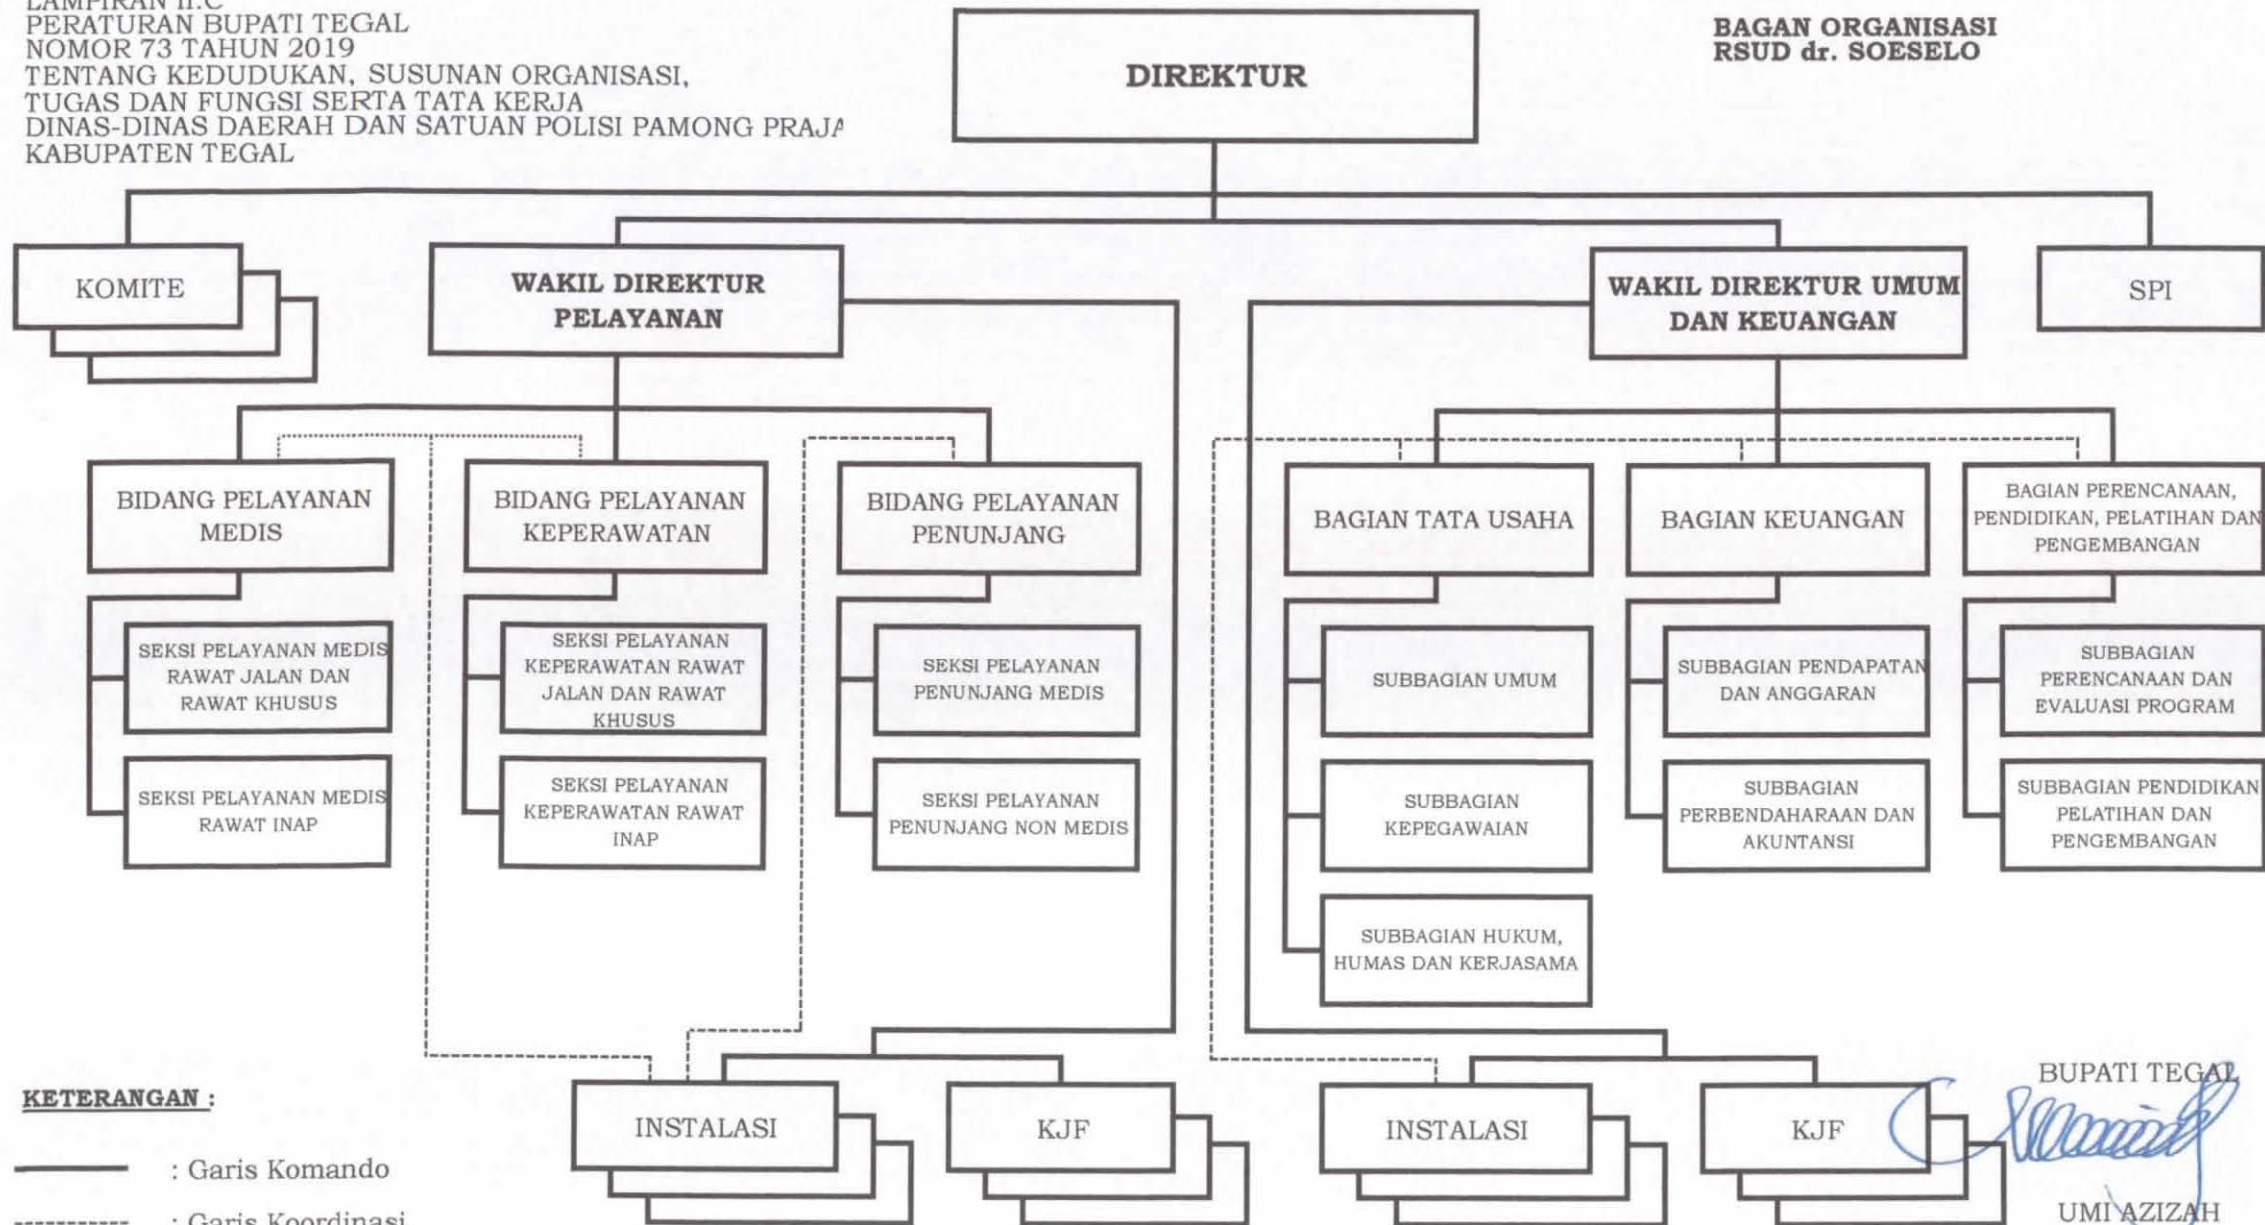 LAMPIRAN II.C
PERATURAN BUPATI TEGAL
NOMOR 73 TAHUN 2019
TENTANG KEDUDUKAN, SUSUNAN ORGANISASI,
TUGAS DAN FUNGSI SERTA TATA KERJA
DINAS-DINAS DAERAH DAN SATUAN POLISI PAMONG PRAJA
KABUPATEN TEGAL
BAGAN ORGANISASI
RSUD dr. SOESELO
DIREKTUR
KOMITE
WAKIL DIREKTUR
PELAYANAN
WAKIL DIREKTUR UMUM
DAN KEUANGAN
SPI
BIDANG PELAYANAN
MEDIS
BIDANG PELAYANAN
KEPERAWATAN
BIDANG PELAYANAN
PENUNJANG
BAGIAN TATA USAHA
BAGIAN KEUANGAN
BAGIAN PERENCANAAN,
PENDIDIKAN, PELATIHAN DAN
PENGEMBANGAN
SEKSI PELAYANAN MEDIS
RAWAT JALAN DAN
RAWAT KHUSUS
SEKSI PELAYANAN
KEPERAWATAN RAWAT
JALAN DAN RAWAT
KHUSUS
SEKSI PELAYANAN
PENUNJANG MEDIS
SUBBAGIAN UMUM
SUBBAGIAN PENDAPATAN
DAN ANGGARAN
SUBBAGIAN
PERENCANAAN DAN
EVALUASI PROGRAM
SEKSI PELAYANAN MEDIS
RAWAT INAP
SEKSI PELAYANAN
KEPERAWATAN RAWAT
INAP
SEKSI PELAYANAN
PENUNJANG NON MEDIS
SUBBAGIAN
KEPEGAWAIAN
SUBBAGIAN
PERBENDAHARAAN DAN
AKUNTANSI
SUBBAGIAN PENDIDIKAN
PELATIHAN DAN
PENGEMBANGAN
SUBBAGIAN HUKUM,
HUMAS DAN KERJASAMA
INSTALASI
KJF
INSTALASI
KJF
KETERANGAN :
: Garis Komando
: Garis Koordinasi
BUPATI TEGAL
UMI AZIZAH